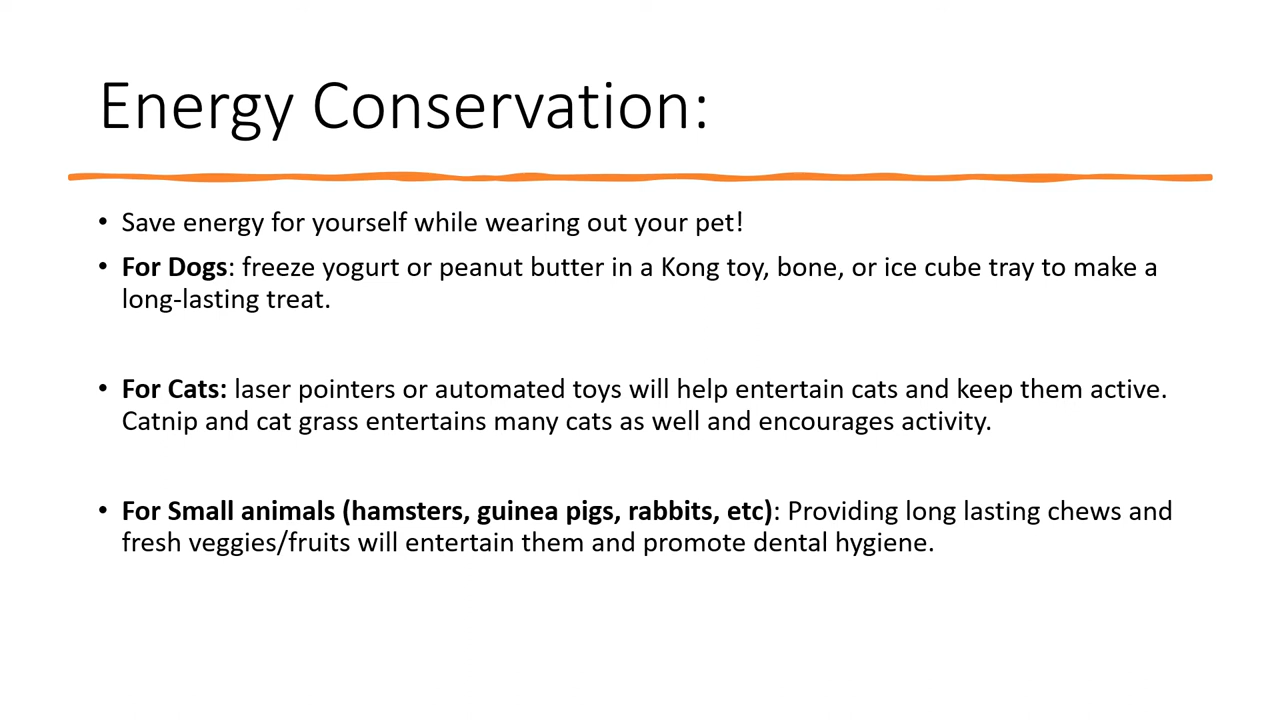 Energy Conservation:
• Save energy for yourself while wearing out your pet!
• For Dogs: freeze yogurt or peanut butter in a Kong toy, bone, or ice cube tray to make a
long-lasting treat.
• For Cats: laser pointers or automated toys will help entertain cats and keep them active.
Catnip and cat grass entertains many cats as well and encourages activity.
• For Small animals (hamsters, guinea pigs, rabbits, etc): Providing long lasting chews and
fresh veggies/fruits will entertain them and promote dental hygiene.